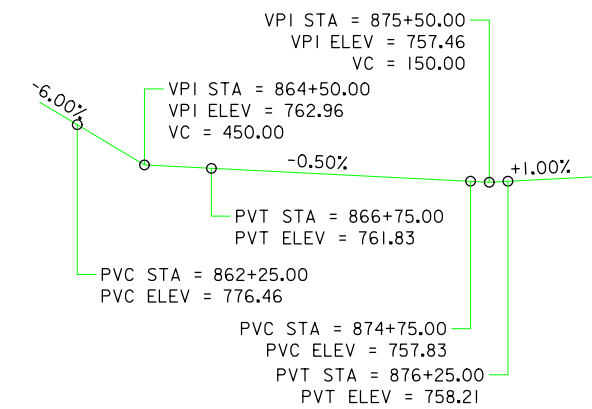 VPI STA = 875+50.00
VPI ELEV = 757.46
VC = 150.00
-6.00%
VPI STA = 864+50.00
VPI ELEV = 762.96
VC = 450.00
-0.50%
+1.00%
PVT STA = 866+75.00
PVT ELEV = 761.83
PVC STA = 862+25.00
PVC ELEV = 776.46
PVC STA = 874+75.00
PVC ELEV = 757.83
PVT STA = 876+25.00
PVT ELEV = 758.21